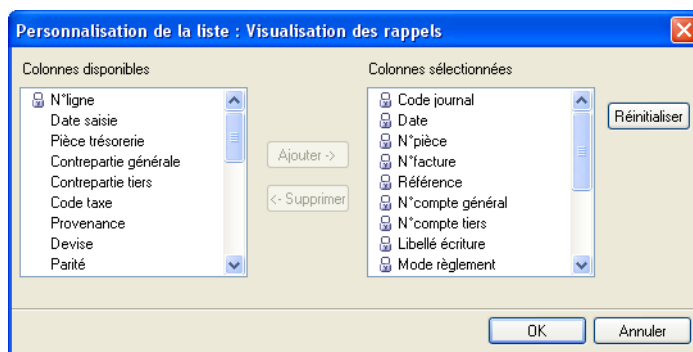 Personnalisation de la liste : Visualisation des rappels
Colonnes disponibles
N°ligne
Date saisie
Pièce trésorerie
Contrepartie générale
Contrepartie tiers
Code taxe
Provenance
Devise
Parité
Ajouter ->
<- Supprimer
Colonnes sélectionnées
Code journal
Date
N°pièce
N°facture
Référence
N°compte général
N°compte tiers
Libellé écriture
Mode règlement
Réinitialiser
OK
Annuler